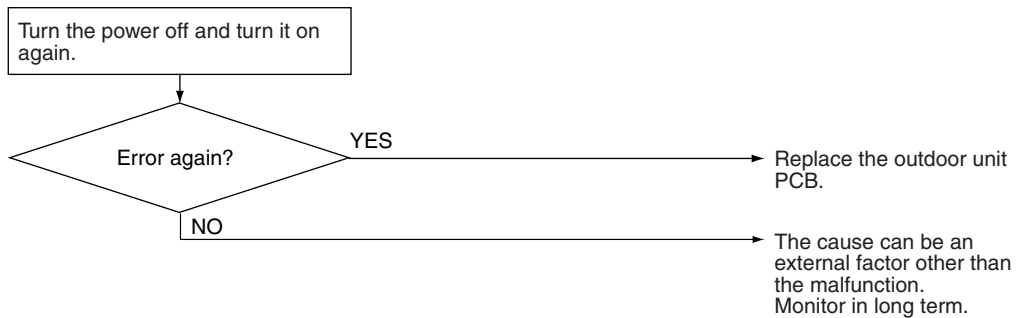 Turn the power off and turn it on
again.
Error again?
YES
Replace the outdoor unit
PCB.
NO
The cause can be an
external factor other than
the malfunction.
Monitor in long term.